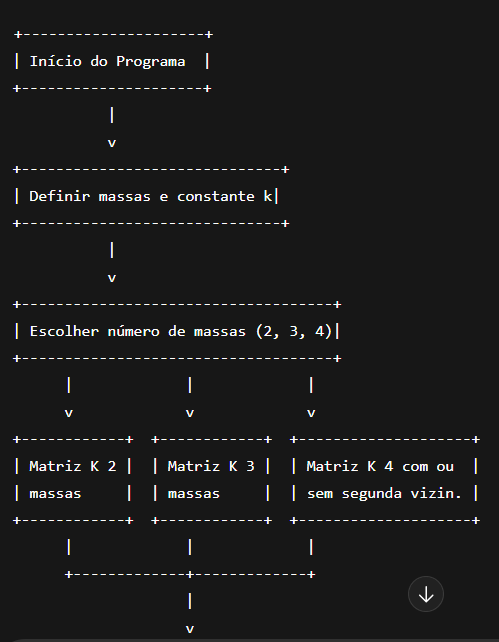 +---------------------+
| Início do Programa  |
+---------------------+
           |
           v
+------------------------------+
| Definir massas e constante k|
+------------------------------+
           |
           v
+------------------------------------+
| Escolher número de massas (2, 3, 4)|
+------------------------------------+
      |             |             |
      v             v             v
+------------+  +------------+  +--------------------+
| Matriz K 2 |  | Matriz K 3 |  | Matriz K 4 com ou  |
| massas     |  | massas     |  | sem segunda vizin. |
+------------+  +------------+  +--------------------+
      |             |             |
      +-------------+-------------+
                    |
                    v